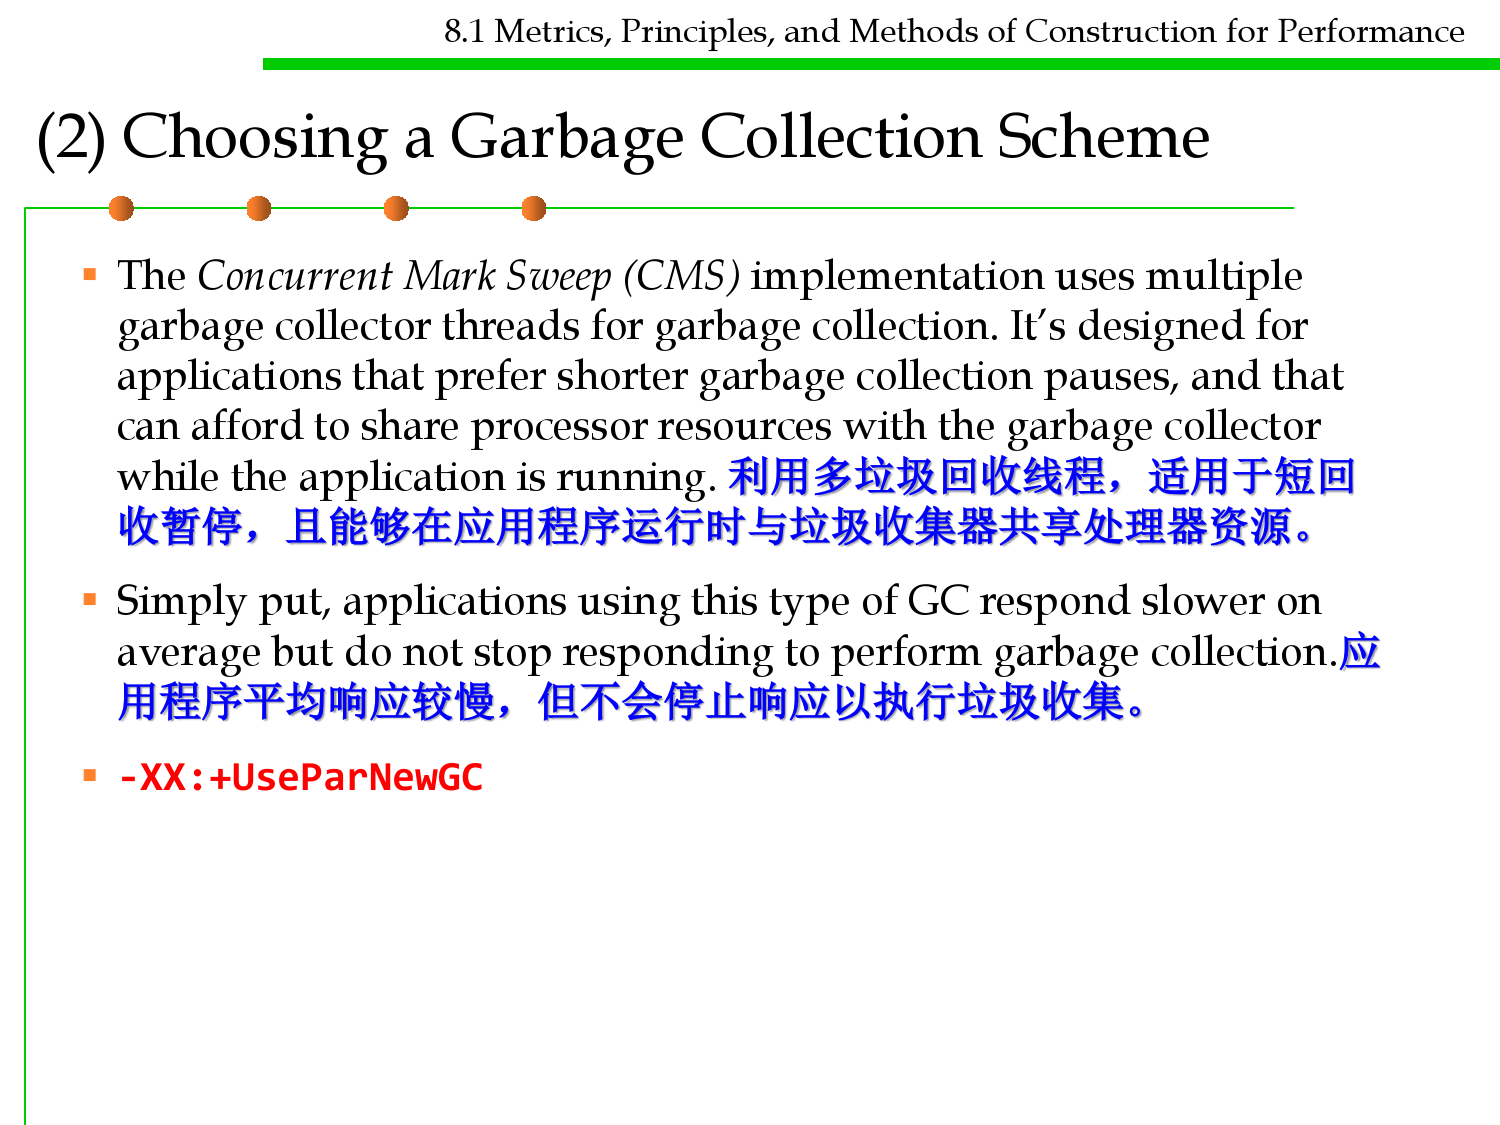 8.1 Metrics, Principles, and Methods of Construction for Performance
(2) Choosing a Garbage Collection Scheme
▪ The Concurrent Mark Sweep (CMS) implementation uses multiple
garbage collector threads for garbage collection. It’s designed for
applications that prefer shorter garbage collection pauses, and that
can afford to share processor resources with the garbage collector
while the application is running. 利用多垃圾回收线程，适用于短回
收暂停，且能够在应用程序运行时与垃圾收集器共享处理器资源。
▪ Simply put, applications using this type of GC respond slower on
average but do not stop responding to perform garbage collection.应
用程序平均响应较慢，但不会停止响应以执行垃圾收集。
▪ -XX:+UseParNewGC